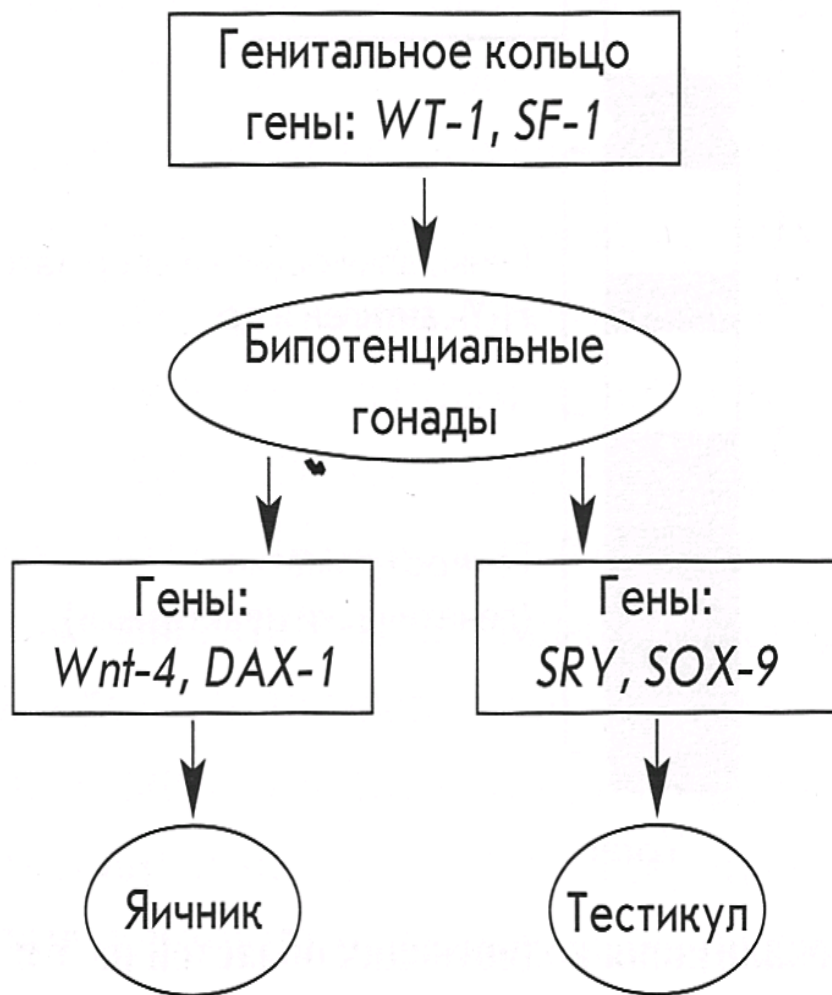 Генитальное кольцо
гены: WT-1, SF-1
Бипотенциальные
гонады
Гены:
Wnt-4, DAX-1
Гены:
SRY, SOX-9
Яичник
Тестикул